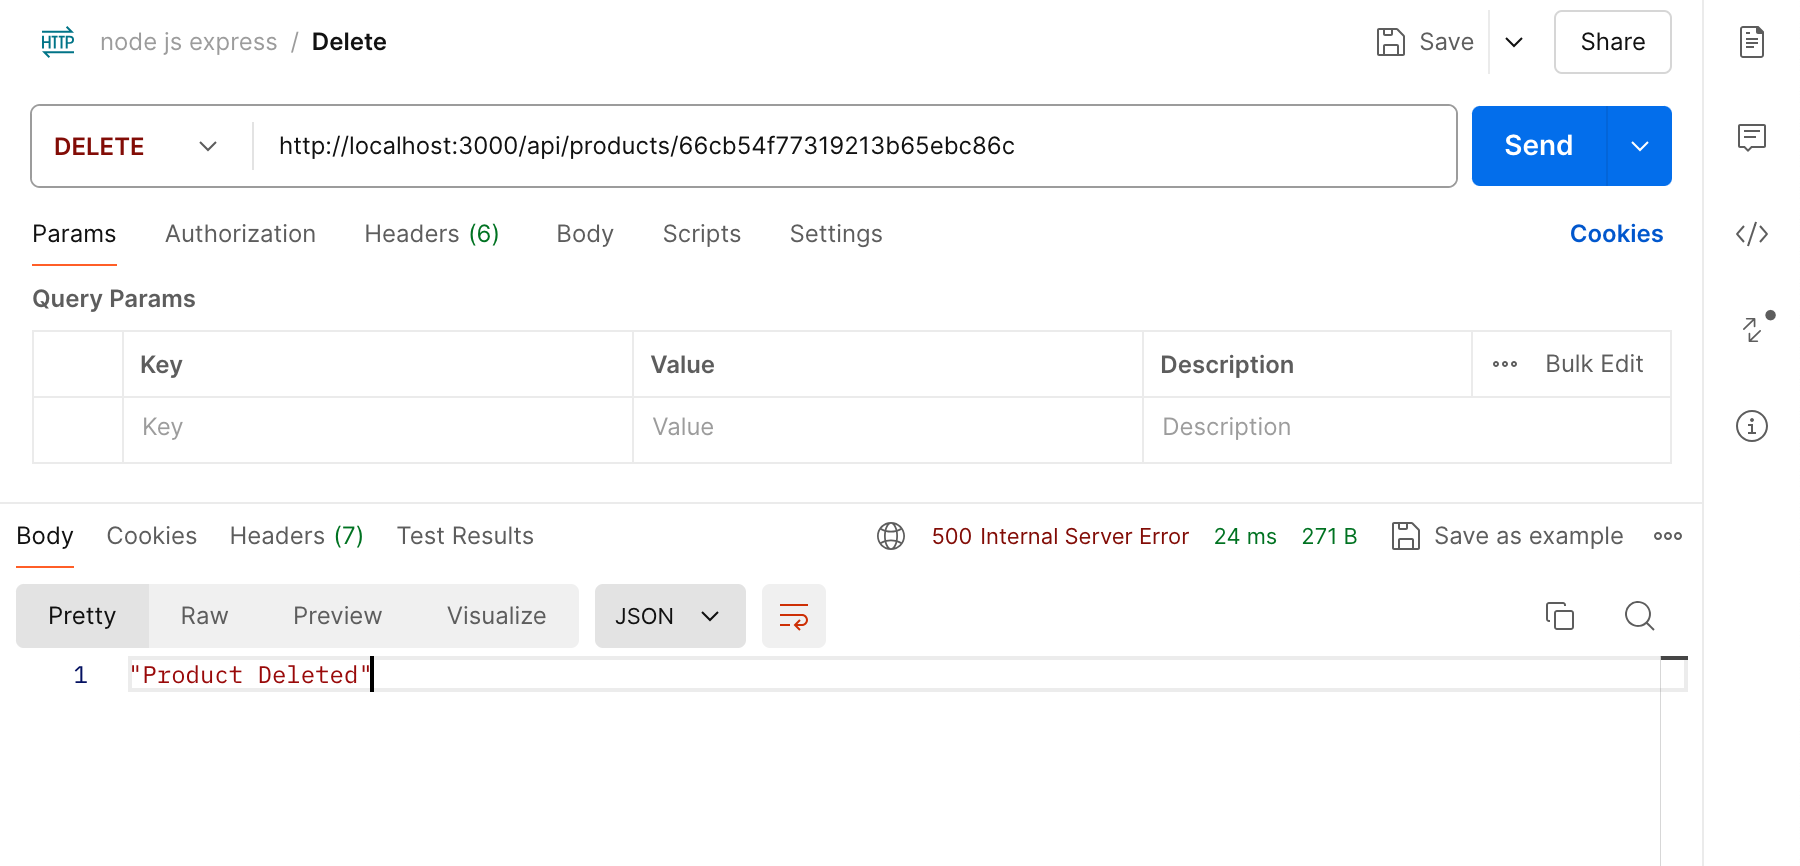 HTTP node js express / Delete Save Share
DELETE http://localhost:3000/api/products/66cb54f77319213b65ebc86c Send
Params Authorization Headers (6) Body Scripts Settings Cookies
Query Params
Key Value Description Bulk Edit
Key Value Description
Body Cookies Headers (7) Test Results 500 Internal Server Error 24 ms 271 B Save as example
Pretty Raw Preview Visualize JSON
1 "Product Deleted"